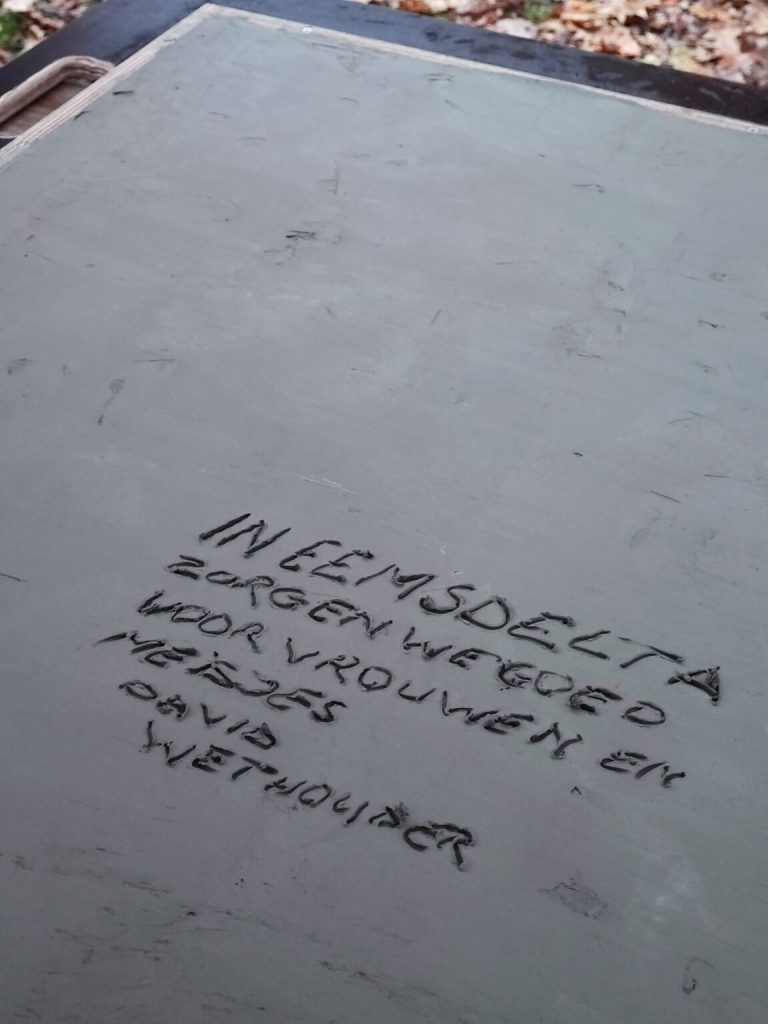 IN EEMSDELTA
ZORGEN WE GOED
VOOR VROUWEN EN
MEISJES
DAVID
WETHOUDER